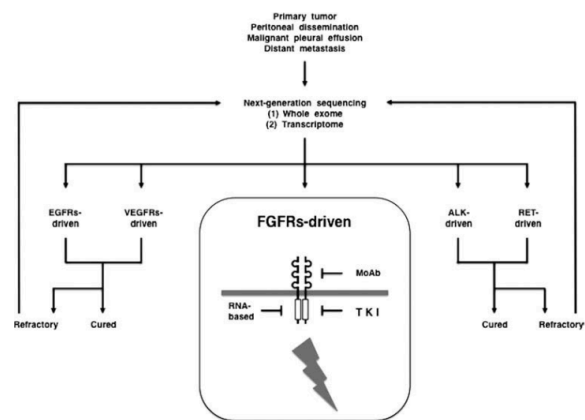 Primary tumor
Peritoneal dissemination
Malignant pleural effusion
Distant metastasis
Next-generation sequencing
(1) Whole exome
(2) Transcriptome
EGFRs-
driven
VEGFRs-
driven
FGFRs-driven
MoAb
RNA-
based
TKI
ALK-
driven
RET-
driven
Refractory
Cured
Cured
Refractory